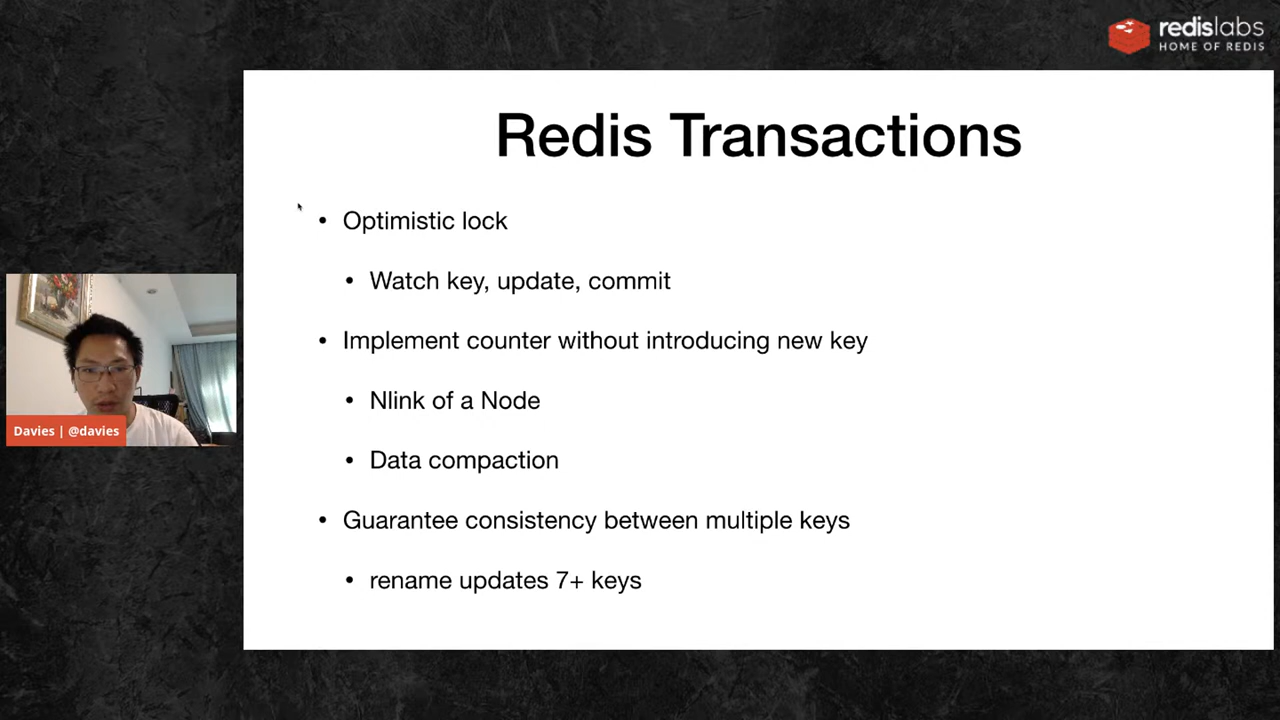 redislabs
HOME OF REDIS
Redis Transactions
• Optimistic lock
• Watch key, update, commit
• Implement counter without introducing new key
• Nlink of a Node
• Data compaction
• Guarantee consistency between multiple keys
• rename updates 7+ keys
Davies | @davies